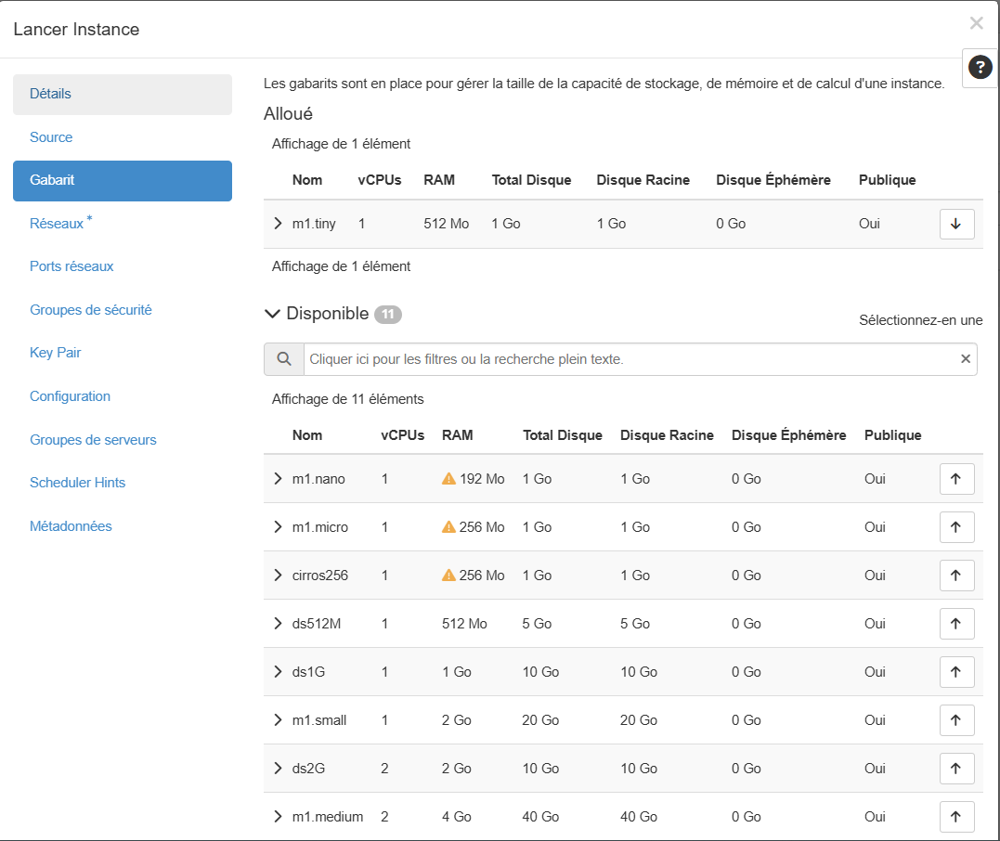 Lancer Instance
×
?
Détails
Source
Gabarit
Réseaux *
Ports réseaux
Groupes de sécurité
Key Pair
Configuration
Groupes de serveurs
Scheduler Hints
Métadonnées
Les gabarits sont en place pour gérer la taille de la capacité de stockage, de mémoire et de calcul d'une instance.
Alloué
Affichage de 1 élément
Nom vCPUs RAM Total Disque Disque Racine Disque Éphémère Publique
m1.tiny 1 512 Mo 1 Go 1 Go 0 Go Oui
Affichage de 1 élément
Disponible 11
Sélectionnez-en une
Cliquer ici pour les filtres ou la recherche plein texte. ×
Affichage de 11 éléments
Nom vCPUs RAM Total Disque Disque Racine Disque Éphémère Publique
m1.nano 1 192 Mo 1 Go 1 Go 0 Go Oui
m1.micro 1 256 Mo 1 Go 1 Go 0 Go Oui
cirros256 1 256 Mo 1 Go 1 Go 0 Go Oui
ds512M 1 512 Mo 5 Go 5 Go 0 Go Oui
ds1G 1 1 Go 10 Go 10 Go 0 Go Oui
m1.small 1 2 Go 20 Go 20 Go 0 Go Oui
ds2G 2 2 Go 10 Go 10 Go 0 Go Oui
m1.medium 2 4 Go 40 Go 40 Go 0 Go Oui